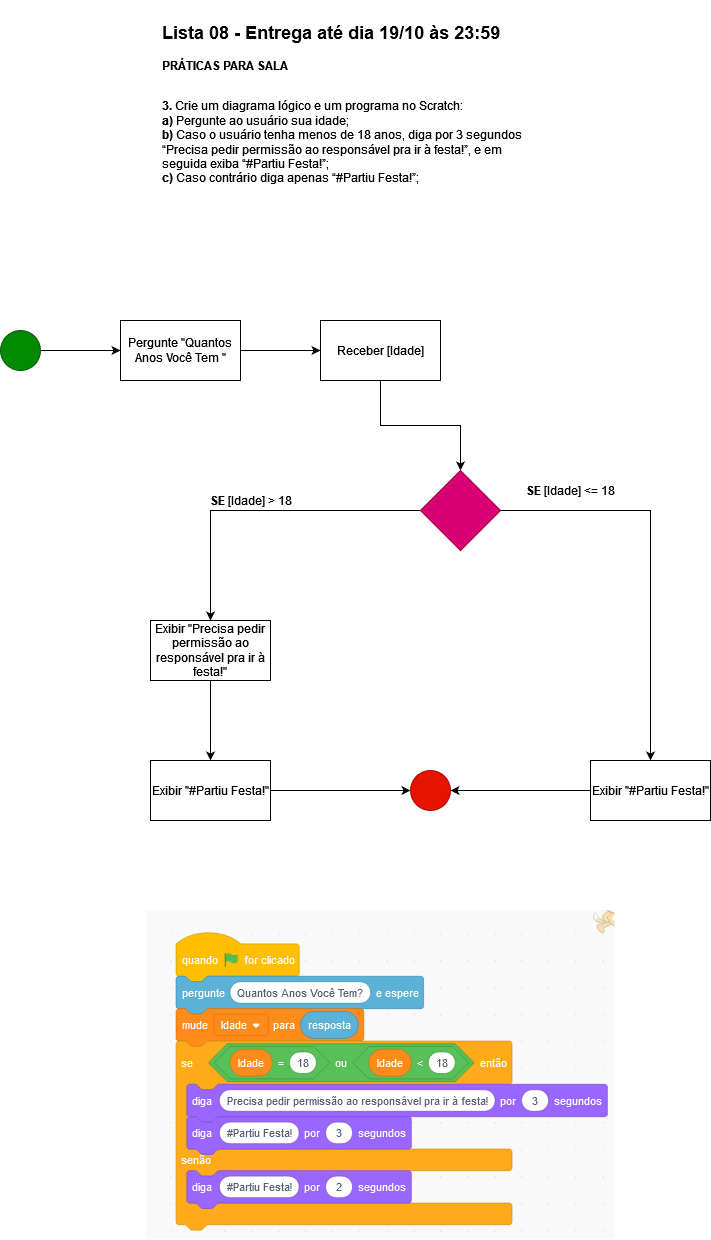 Lista 08 - Entrega até dia 19/10 às 23:59
PRÁTICAS PARA SALA
3. Crie um diagrama lógico e um programa no Scratch:
a) Pergunte ao usuário sua idade;
b) Caso o usuário tenha menos de 18 anos, diga por 3 segundos
“Precisa pedir permissão ao responsável pra ir à festa!”, e em
seguida exiba “#Partiu Festa!”;
c) Caso contrário diga apenas “#Partiu Festa!”;
Pergunte "Quantos
Anos Você Tem "
Receber [Idade]
SE [Idade] > 18
SE [Idade] <= 18
Exibir "Precisa pedir
permissão ao
responsável pra ir à
festa!"
Exibir "#Partiu Festa!"
Exibir "#Partiu Festa!"
quando for clicado
pergunte Quantos Anos Você Tem? e espere
mude Idade para resposta
se Idade = 18 ou Idade < 18 então
diga Precisa pedir permissão ao responsável pra ir à festa! por 3 segundos
diga #Partiu Festa! por 3 segundos
senão
diga #Partiu Festa! por 2 segundos